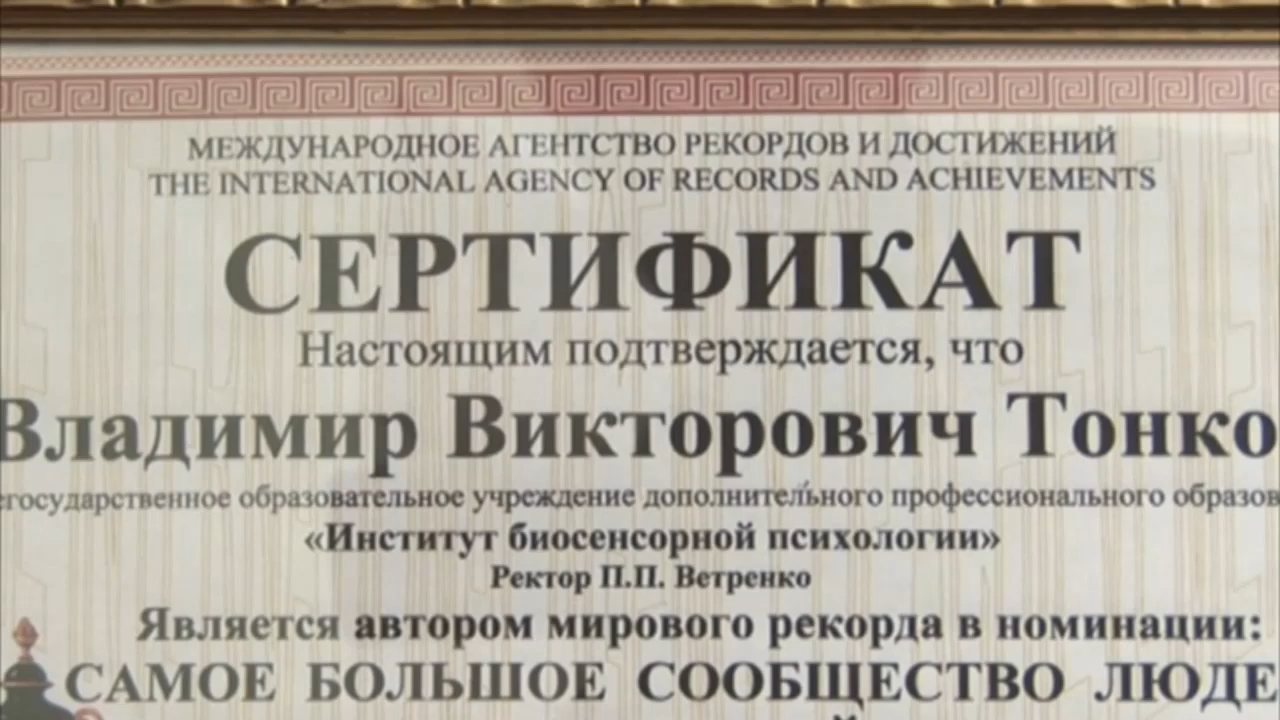 МЕЖДУНАРОДНОЕ АГЕНТСТВО РЕКОРДОВ И ДОСТИЖЕНИЙ
THE INTERNATIONAL AGENCY OF RECORDS AND ACHIEVEMENTS
СЕРТИФИКАТ
Настоящим подтверждается, что
Владимир Викторович Тонко
егосударственное образовательное учреждение дополнительного профессионального образов
«Институт биосенсорной психологии»
Ректор П.П. Ветренко
Является автором мирового рекорда в номинации:
САМОЕ БОЛЬШОЕ СООБЩЕСТВО ЛЮДЕ